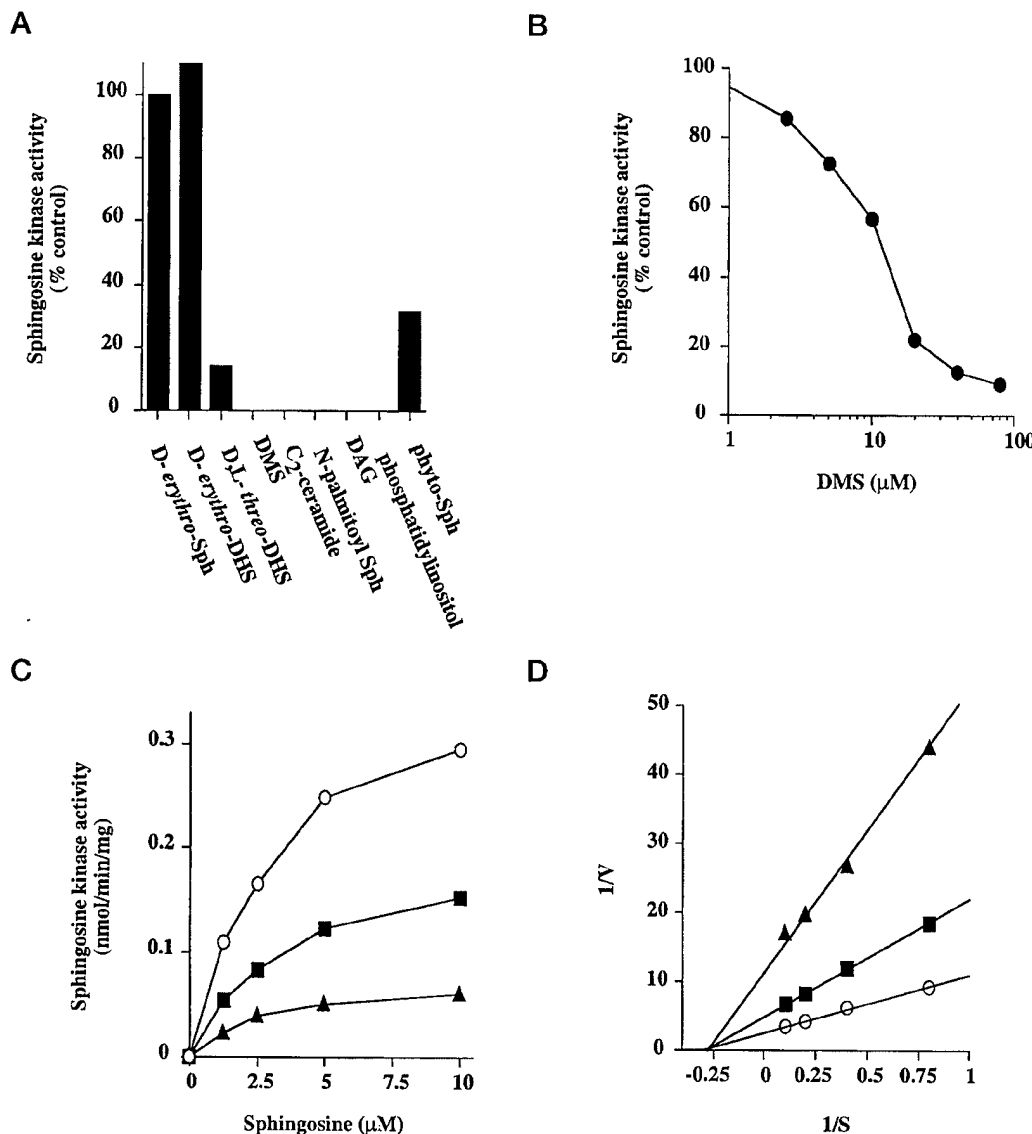 A
Sphingosine kinase activity
(% control)
100
80
60
40
20
0
D-erythro-Sph
D-erythro-DHS
D,L-threo-DHS
DMS
C2-ceramide
N-palmitoyl Sph
DAG
phosphatidylinositol
phyto-Sph
B
Sphingosine kinase activity
(% control)
100
80
60
40
20
0
1
10
100
DMS (µM)
C
Sphingosine kinase activity
(nmol/min/mg)
0.3
0.2
0.1
0
0
2.5
5
7.5
10
Sphingosine (µM)
D
1/V
50
40
30
20
10
0
-0.25
0
0.25
0.50
0.75
1
1/S